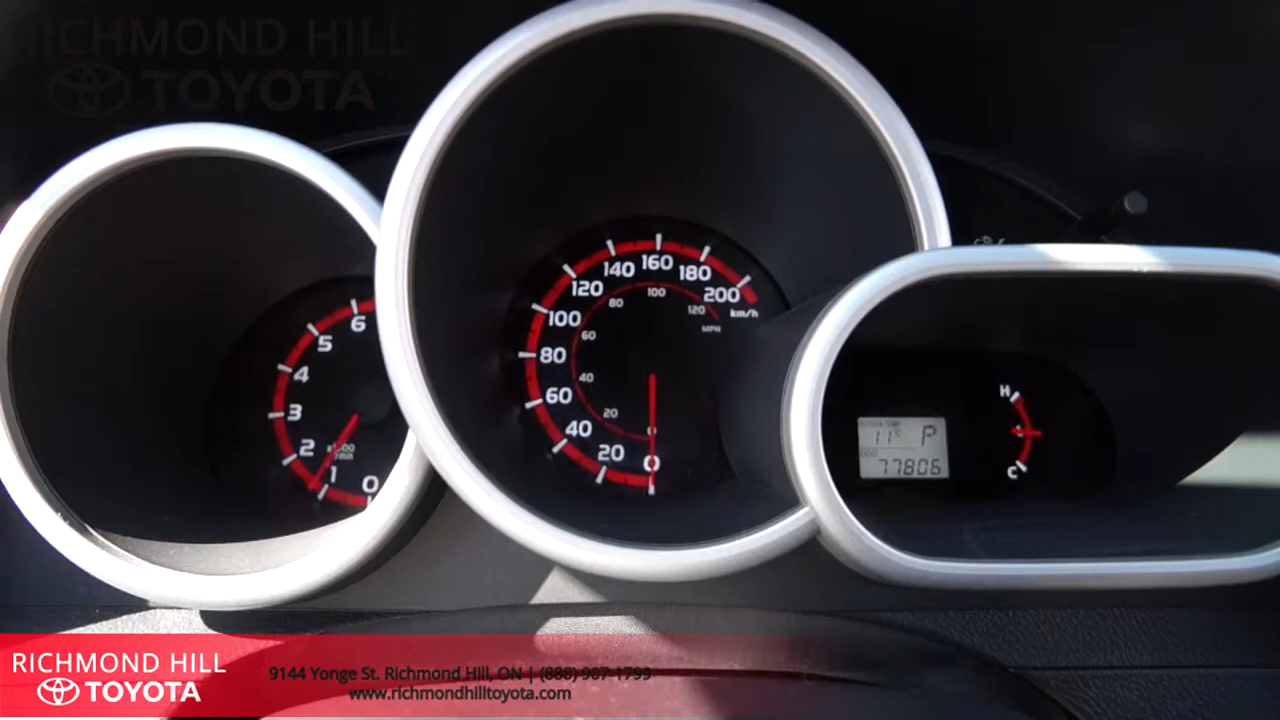 RICHMOND HILL
TOYOTA
6
5
4
3
2
1
0
200
180
160
140
120
100
80
60
40
20
0
km/h
120
100
80
60
40
20
0
MPH
H
C
11°C P
ODO
77806
RICHMOND HILL
TOYOTA
9144 Yonge St. Richmond Hill, ON | (888) 907-1799
www.richmondhilltoyota.com